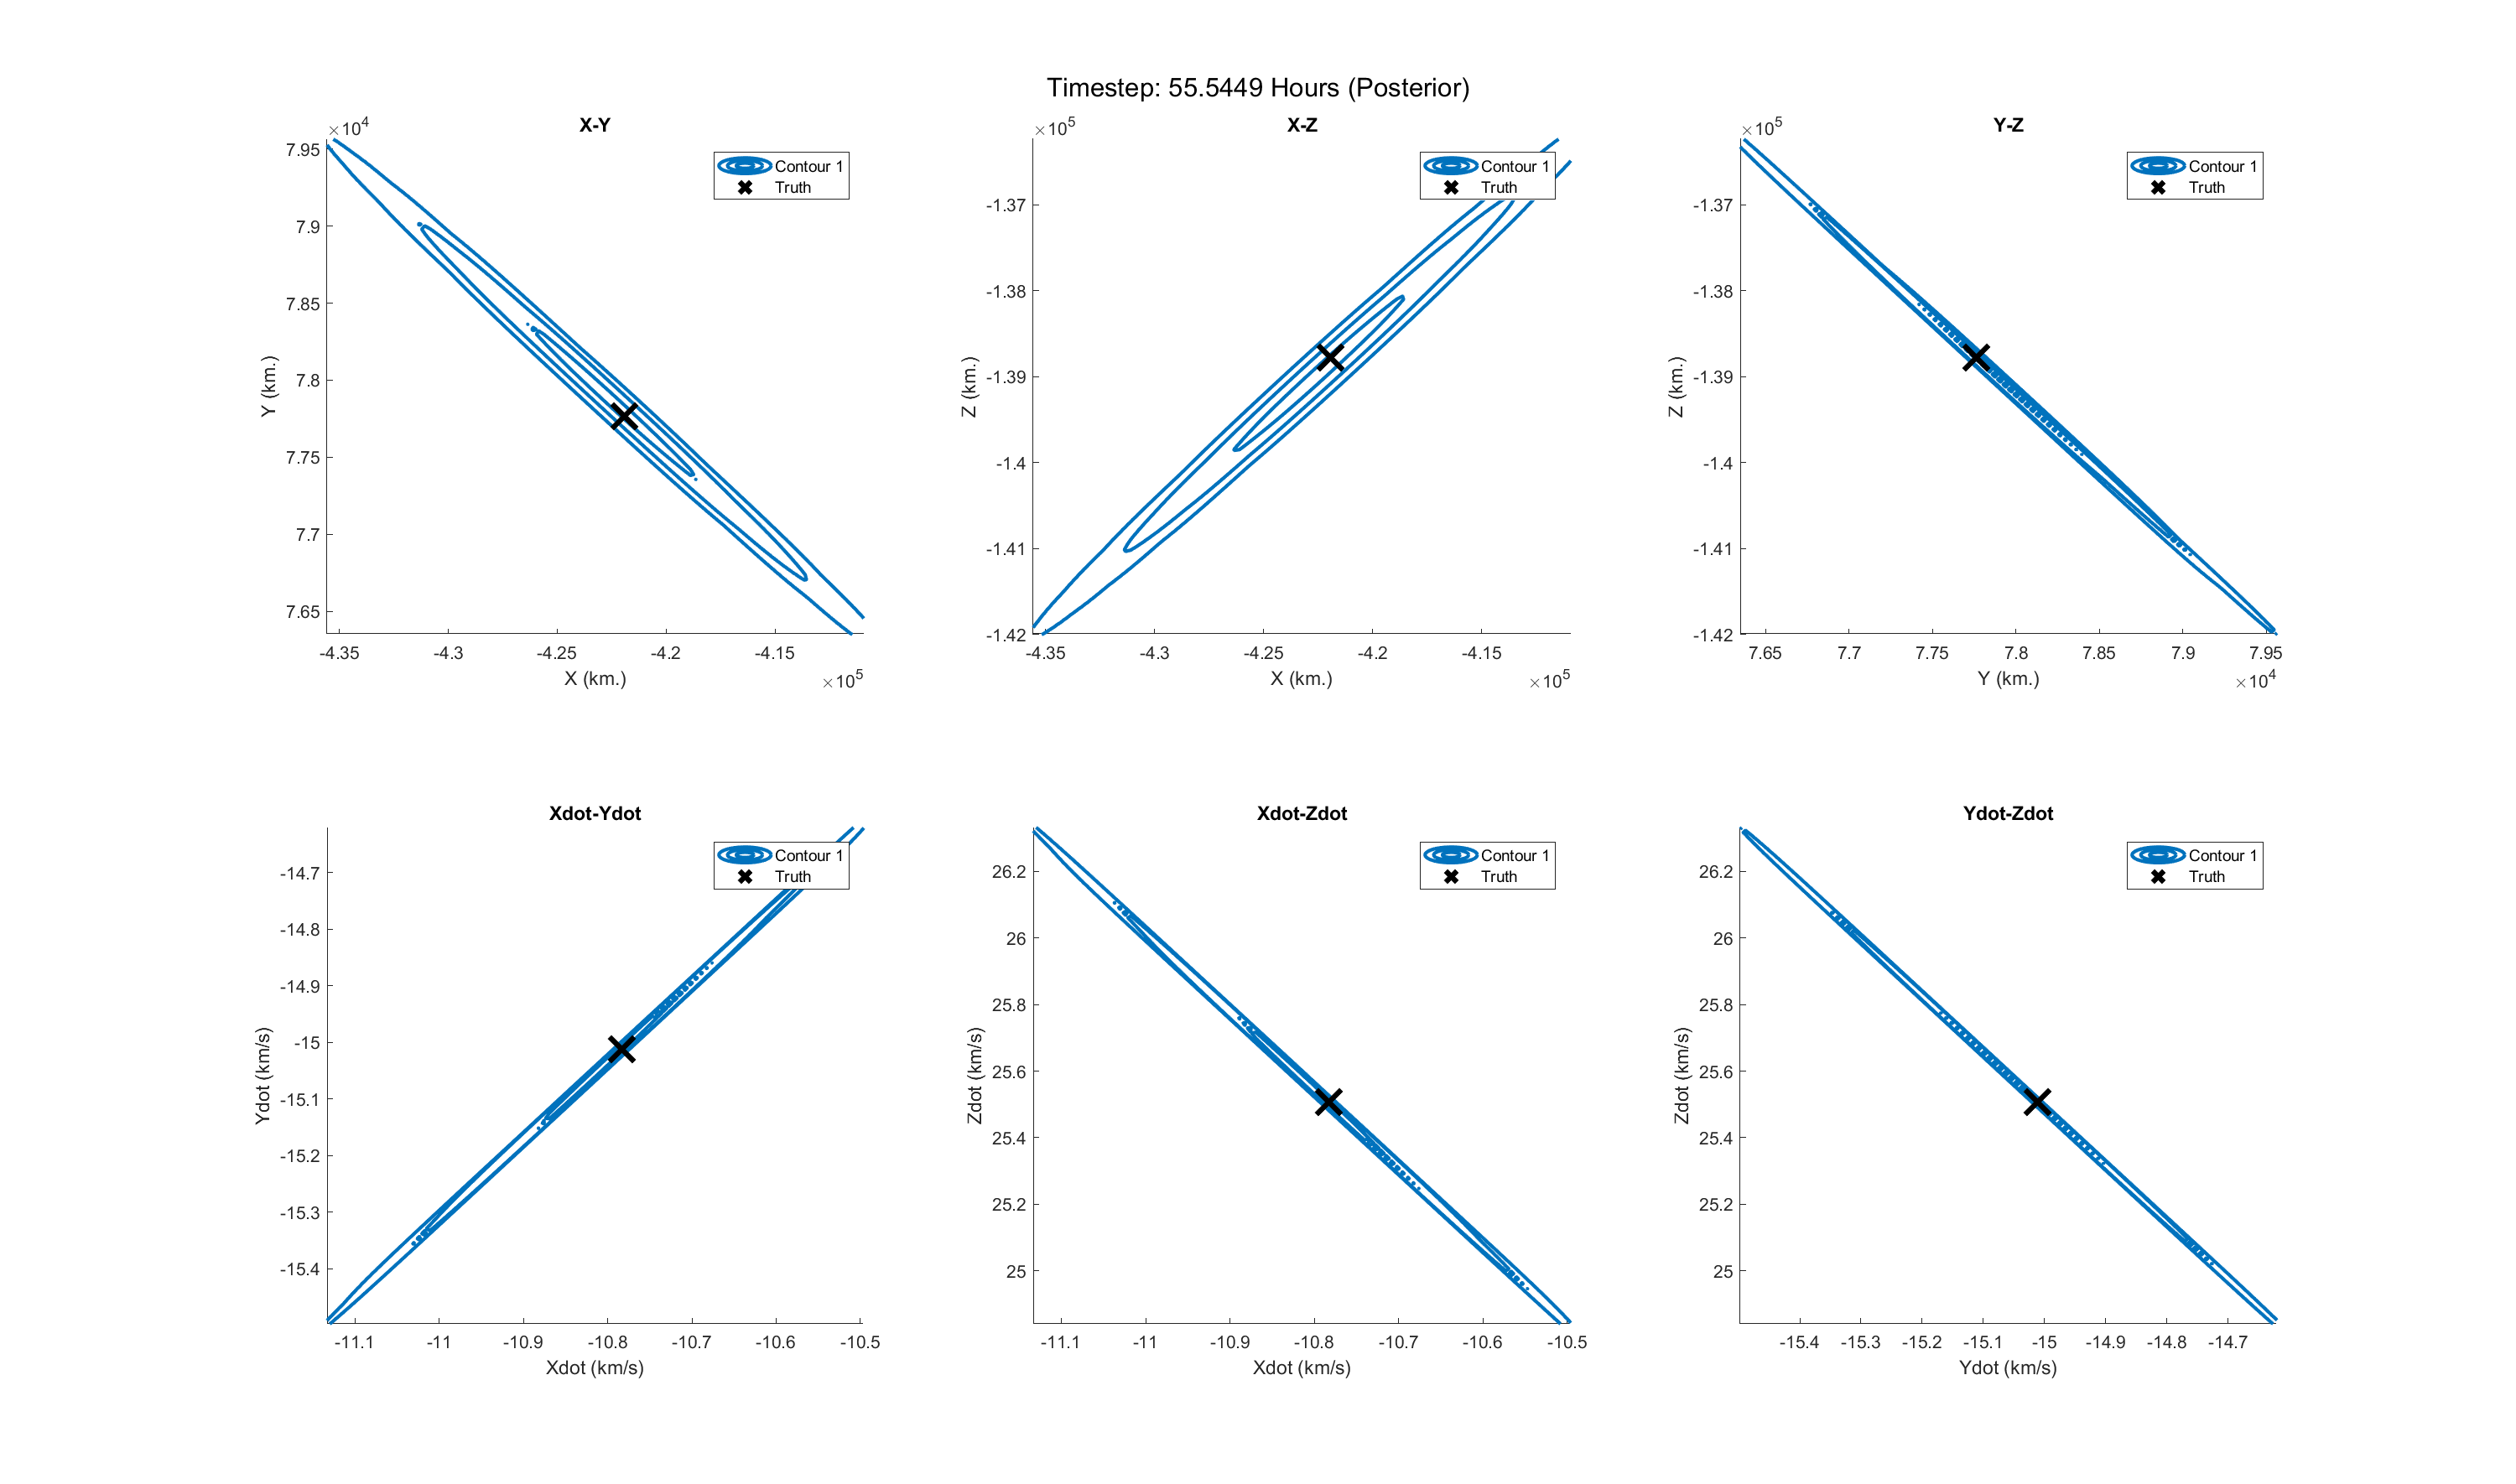 Timestep: 55.5449 Hours (Posterior)
X-Y
×10^4
7.95
7.9
7.85
7.8
7.75
7.7
7.65
Y (km.)
-4.35 -4.3 -4.25 -4.2 -4.15
X (km.)
×10^5
Contour 1
Truth
X-Z
×10^5
-1.37
-1.38
-1.39
-1.4
-1.41
-1.42
Z (km.)
-4.35 -4.3 -4.25 -4.2 -4.15
X (km.)
×10^5
Contour 1
Truth
Y-Z
×10^5
-1.37
-1.38
-1.39
-1.4
-1.41
-1.42
Z (km.)
7.65 7.7 7.75 7.8 7.85 7.9 7.95
Y (km.)
×10^4
Contour 1
Truth
Xdot-Ydot
-14.7
-14.8
-14.9
-15
-15.1
-15.2
-15.3
-15.4
Ydot (km/s)
-11.1 -11 -10.9 -10.8 -10.7 -10.6 -10.5
Xdot (km/s)
Contour 1
Truth
Xdot-Zdot
26.2
26
25.8
25.6
25.4
25.2
25
Zdot (km/s)
-11.1 -11 -10.9 -10.8 -10.7 -10.6 -10.5
Xdot (km/s)
Contour 1
Truth
Ydot-Zdot
26.2
26
25.8
25.6
25.4
25.2
25
Zdot (km/s)
-15.4 -15.3 -15.2 -15.1 -15 -14.9 -14.8 -14.7
Ydot (km/s)
Contour 1
Truth